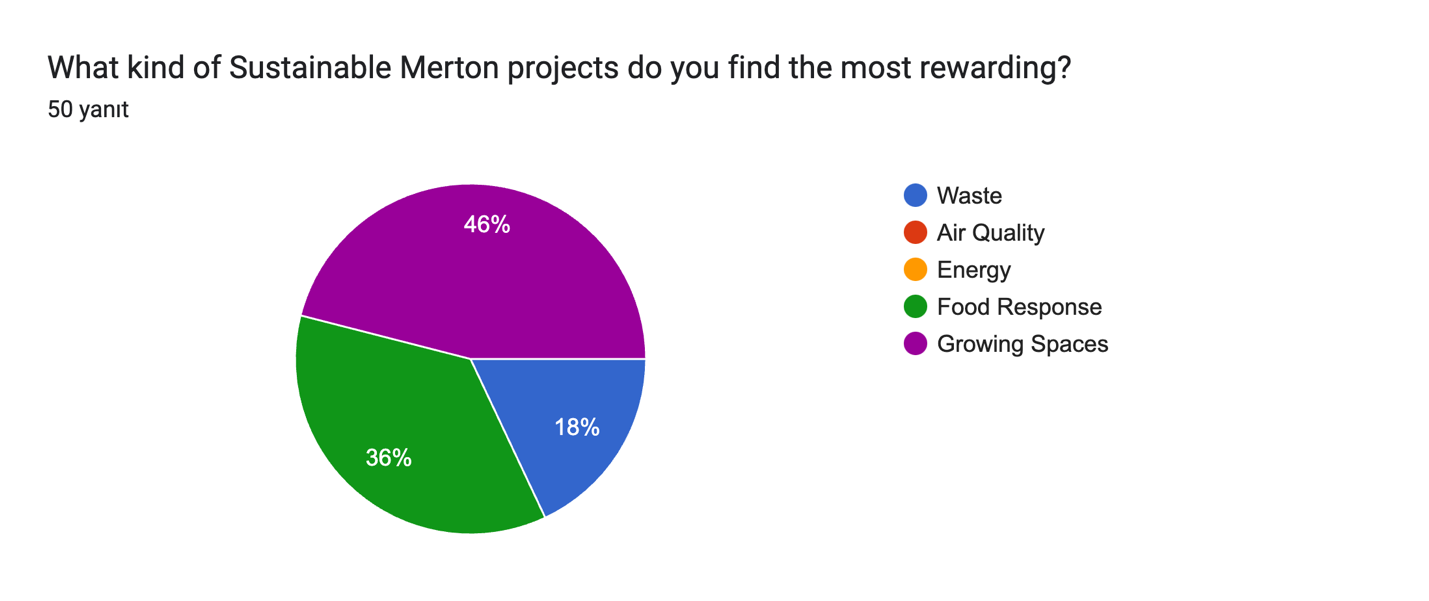 What kind of Sustainable Merton projects do you find the most rewarding?
50 yanıt
46%
18%
36%
Waste
Air Quality
Energy
Food Response
Growing Spaces